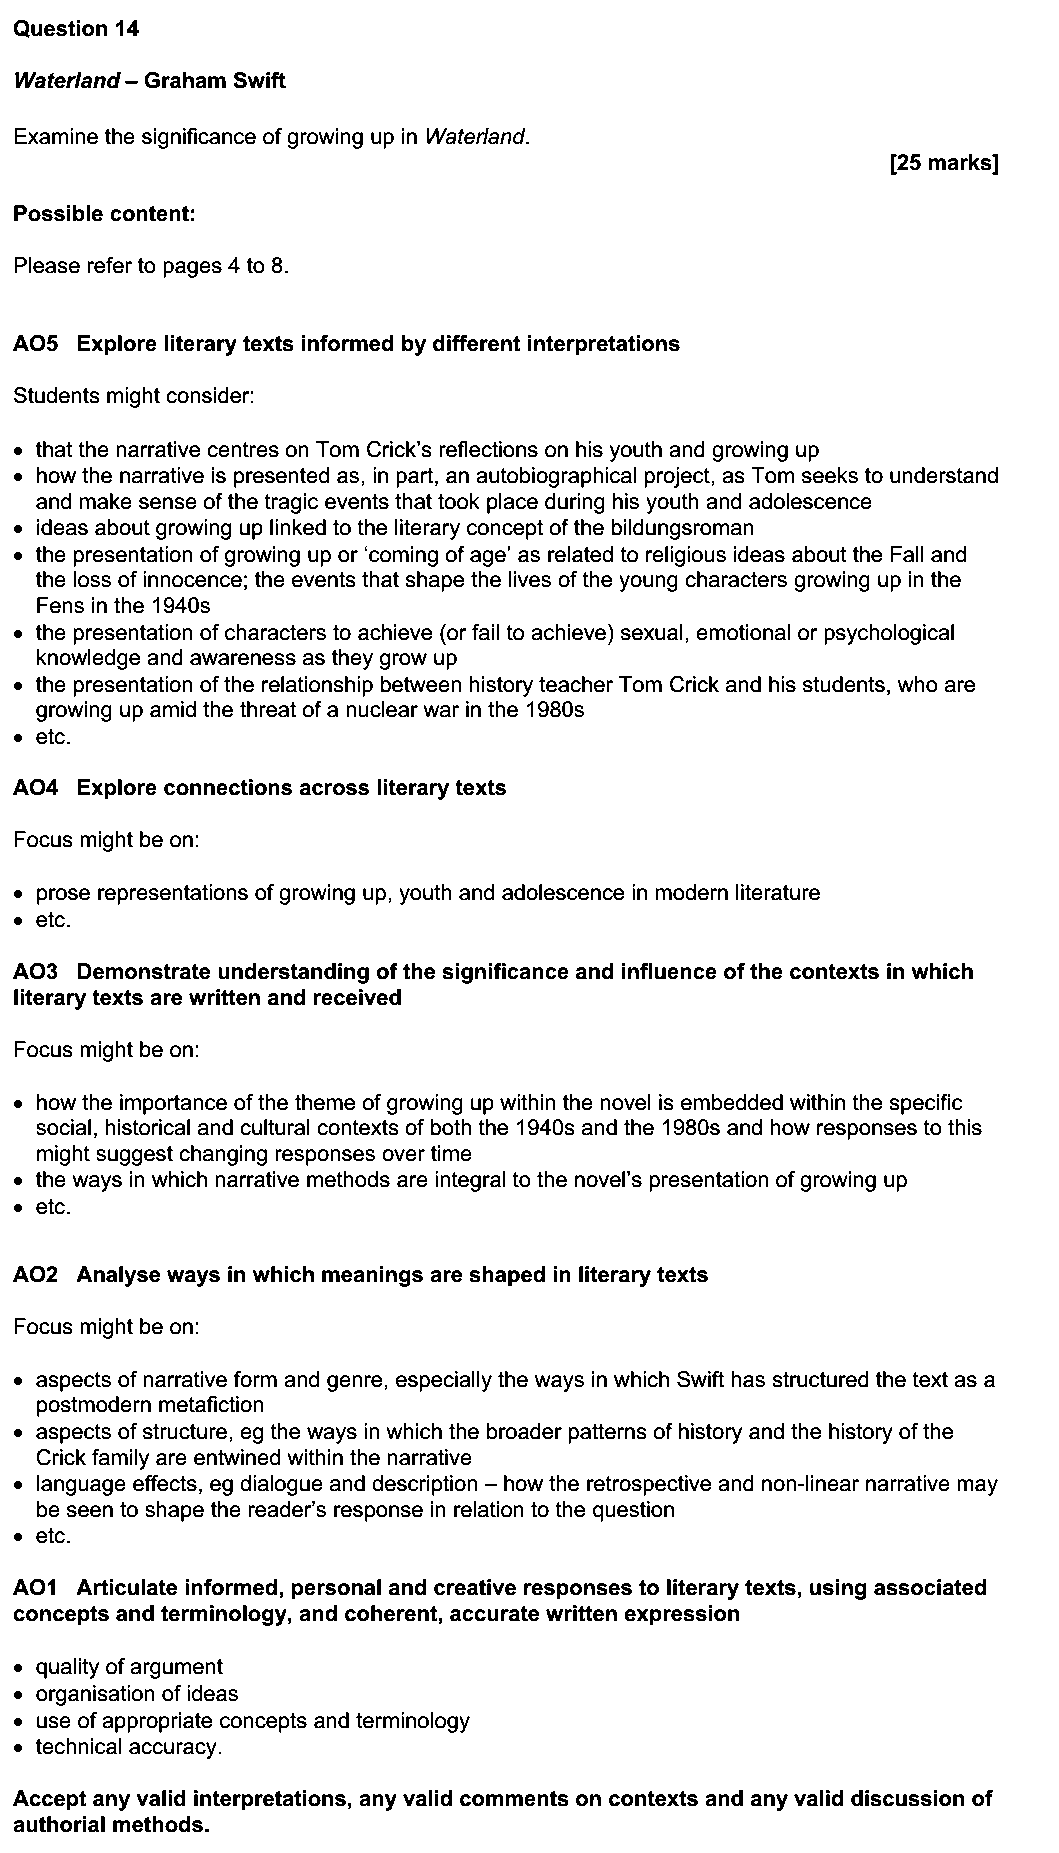 Question 14
Waterland – Graham Swift
Examine the significance of growing up in Waterland.
[25 marks]
Possible content:
Please refer to pages 4 to 8.
AO5 Explore literary texts informed by different interpretations
Students might consider:
• that the narrative centres on Tom Crick's reflections on his youth and growing up
• how the narrative is presented as, in part, an autobiographical project, as Tom seeks to understand
and make sense of the tragic events that took place during his youth and adolescence
• ideas about growing up linked to the literary concept of the bildungsroman
• the presentation of growing up or 'coming of age' as related to religious ideas about the Fall and
the loss of innocence; the events that shape the lives of the young characters growing up in the
Fens in the 1940s
• the presentation of characters to achieve (or fail to achieve) sexual, emotional or psychological
knowledge and awareness as they grow up
• the presentation of the relationship between history teacher Tom Crick and his students, who are
growing up amid the threat of a nuclear war in the 1980s
• etc.
AO4 Explore connections across literary texts
Focus might be on:
• prose representations of growing up, youth and adolescence in modern literature
• etc.
AO3 Demonstrate understanding of the significance and influence of the contexts in which
literary texts are written and received
Focus might be on:
• how the importance of the theme of growing up within the novel is embedded within the specific
social, historical and cultural contexts of both the 1940s and the 1980s and how responses to this
might suggest changing responses over time
• the ways in which narrative methods are integral to the novel's presentation of growing up
• etc.
AO2 Analyse ways in which meanings are shaped in literary texts
Focus might be on:
• aspects of narrative form and genre, especially the ways in which Swift has structured the text as a
postmodern metafiction
• aspects of structure, eg the ways in which the broader patterns of history and the history of the
Crick family are entwined within the narrative
• language effects, eg dialogue and description – how the retrospective and non-linear narrative may
be seen to shape the reader's response in relation to the question
• etc.
AO1 Articulate informed, personal and creative responses to literary texts, using associated
concepts and terminology, and coherent, accurate written expression
• quality of argument
• organisation of ideas
• use of appropriate concepts and terminology
• technical accuracy.
Accept any valid interpretations, any valid comments on contexts and any valid discussion of
authorial methods.